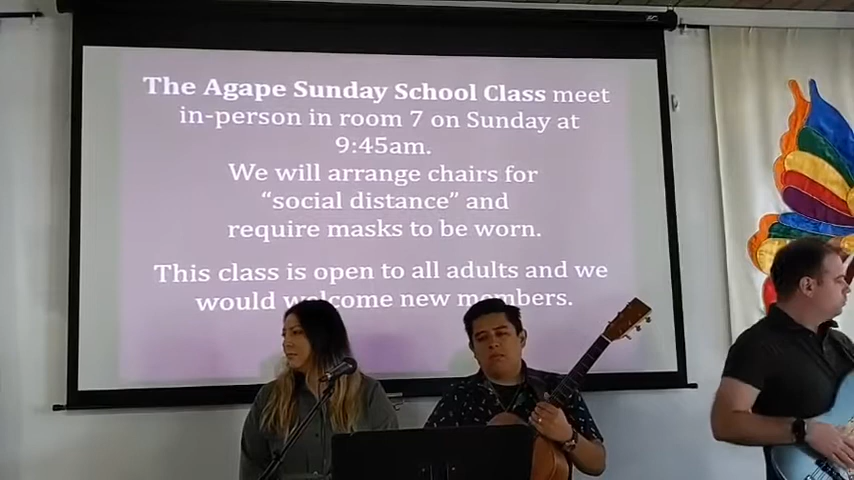 The Agape Sunday School Class meet
in-person in room 7 on Sunday at
9:45am.
We will arrange chairs for
“social distance” and
require masks to be worn.
This class is open to all adults and we
would welcome new members.